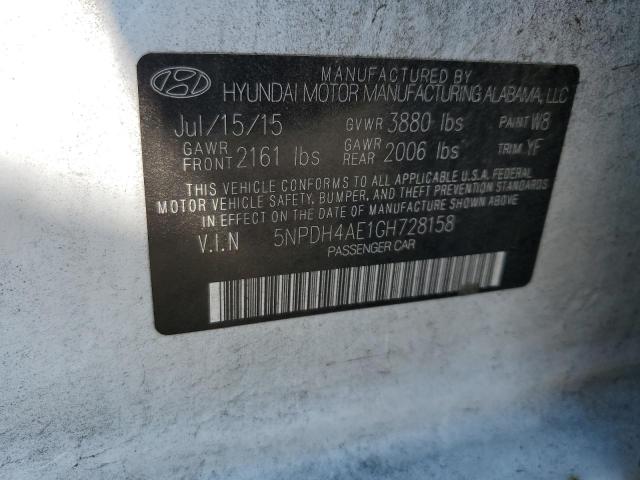 MANUFACTURED BY
HYUNDAI MOTOR MANUFACTURING ALABAMA, LLC
Jul/15/15 GVWR 3880 lbs PAINT W8
GAWR FRONT 2161 lbs GAWR REAR 2006 lbs TRIM YF
THIS VEHICLE CONFORMS TO ALL APPLICABLE U.S.A. FEDERAL
MOTOR VEHICLE SAFETY, BUMPER, AND THEFT PREVENTION STANDARDS
IN EFFECT ON THE DATE OF MANUFACTURE SHOWN ABOVE.
V.I.N 5NPDH4AE1GH728158
PASSENGER CAR